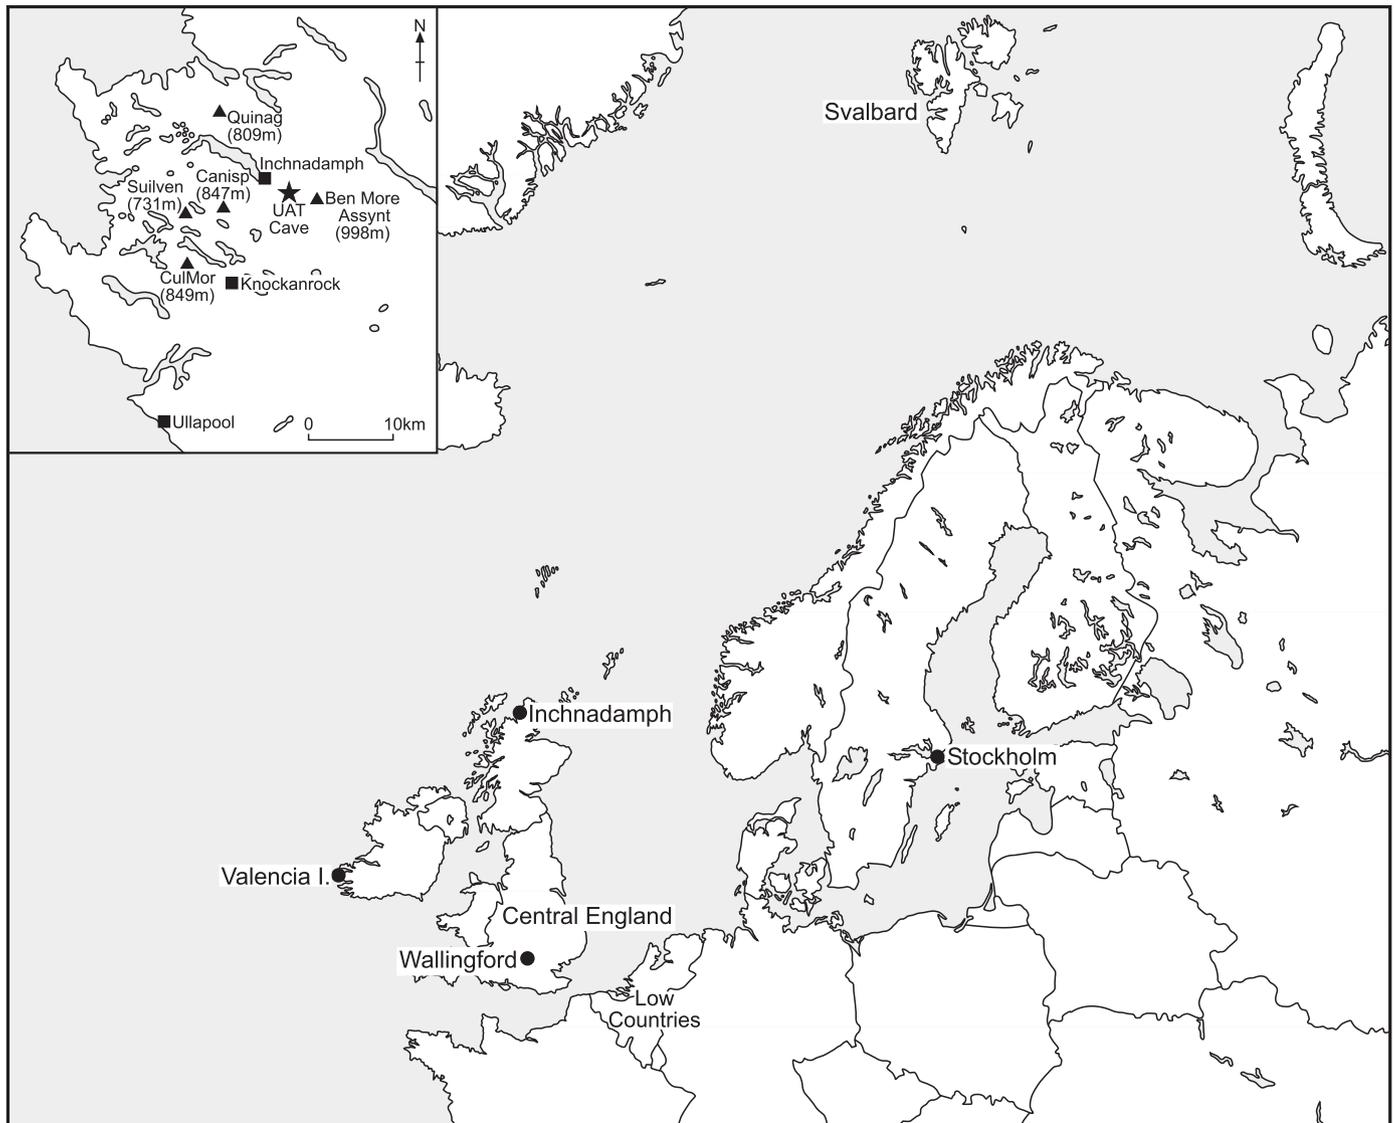 N
Quinag
(809m)
Inchnadamph
Canisp
(847m)
Suilven
(731m)
UAT
Cave
Ben More
Assynt
(998m)
CulMor
(849m)
Knockanrock
Ullapool
0
10km
Svalbard
Inchnadamph
Stockholm
Valencia I.
Central England
Wallingford
Low
Countries